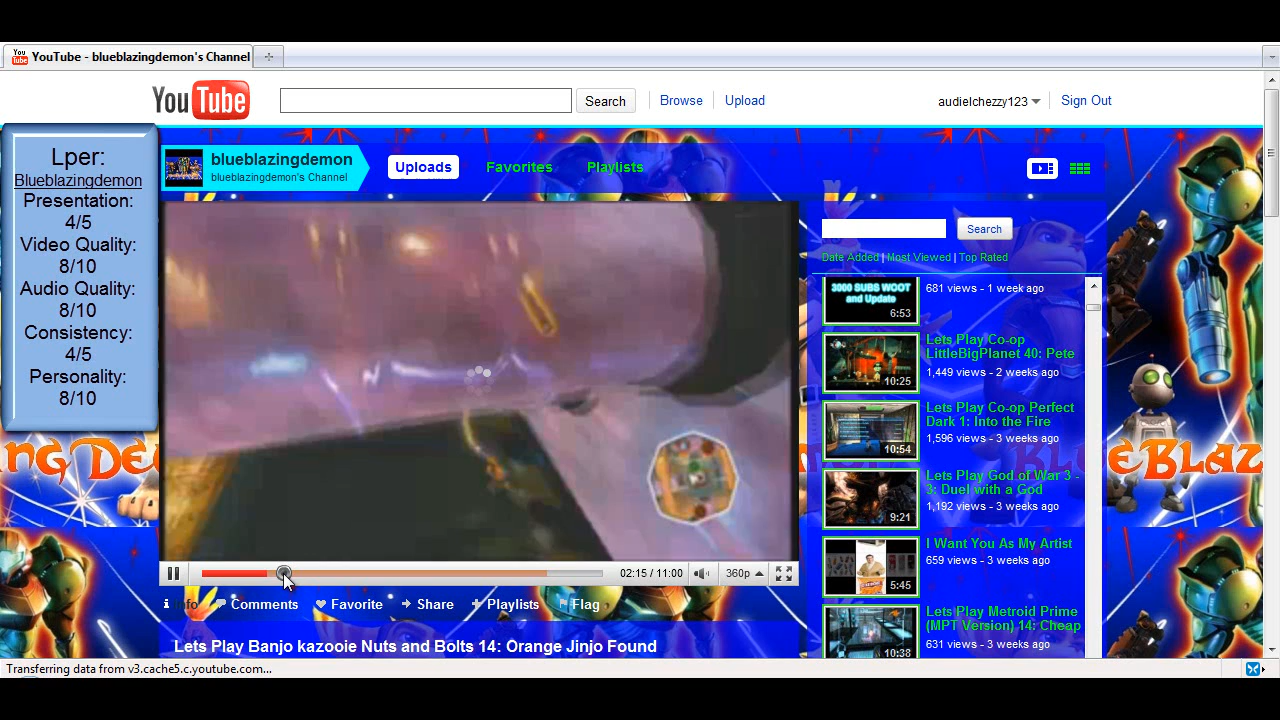 You Tube YouTube - blueblazingdemon's Channel
You Tube
Search
Browse
Upload
gudielchezzy123
Sign Out
Lper:
Blueblazingdemon
Presentation:
4/5
Video Quality:
8/10
Audio Quality:
8/10
Consistency:
4/5
Personality:
8/10
blueblazingdemon
blueblazingdemon's Channel
Uploads
Favorites
Playlists
Search
Date Added | Most Viewed | Top Rated
3000 SUBS WOOT
and Update
6:53
681 views - 1 week ago
Lets Play Co-op
LittleBigPlanet 40: Pete
1,449 views - 2 weeks ago
10:25
Lets Play Co-op Perfect
Dark 1: Into the Fire
1,596 views - 3 weeks ago
10:54
Lets Play God of War 3 -
3: Duel with a God
1,192 views - 3 weeks ago
9:21
I Want You As My Artist
659 views - 3 weeks ago
5:45
Lets Play Metroid Prime
(MPT Version) 14: Cheap
631 views - 3 weeks ago
10:38
02:15 / 11:00
360p
Info
Comments
Favorite
Share
Playlists
Flag
Lets Play Banjo kazooie Nuts and Bolts 14: Orange Jinjo Found
Transferring data from v3.cache5.c.youtube.com...